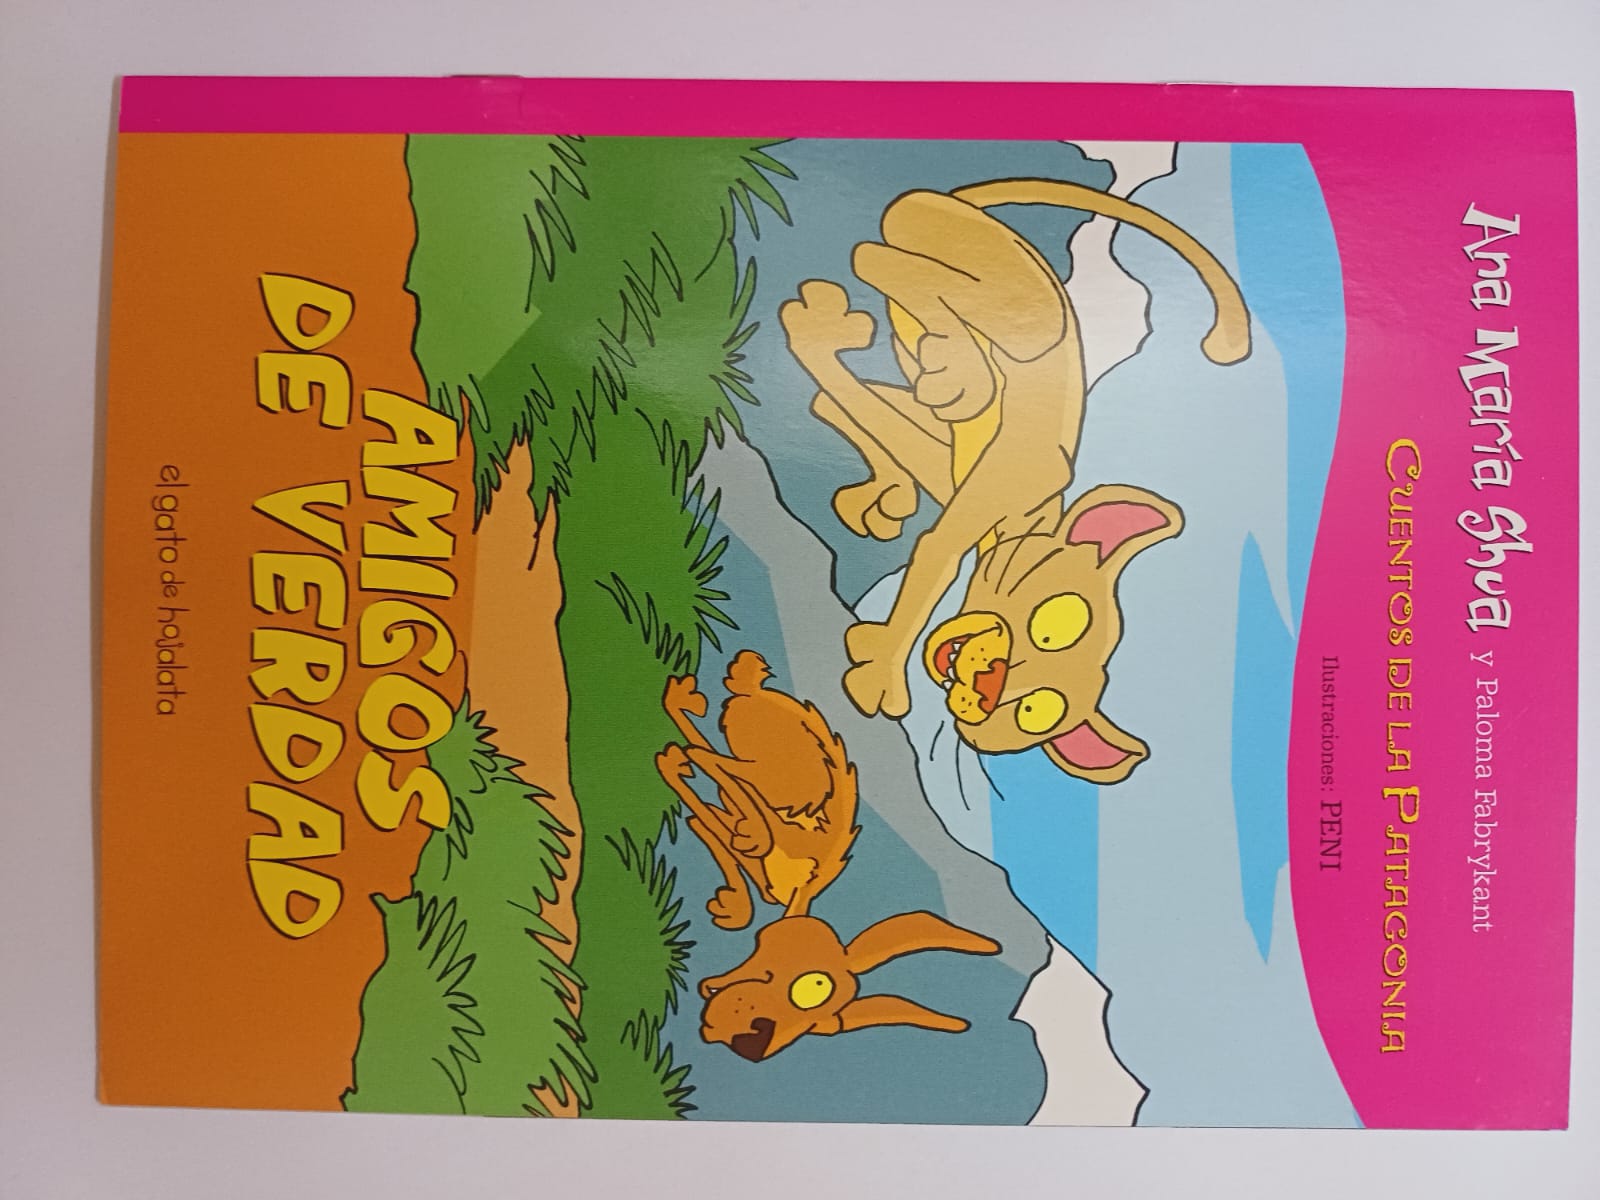 Ana María Shua y Paloma Fabrykant
CUENTOS DE LA PATAGONIA
Ilustraciones: PENI
AMIGOS
DE VERDAD
el gato de hojalata